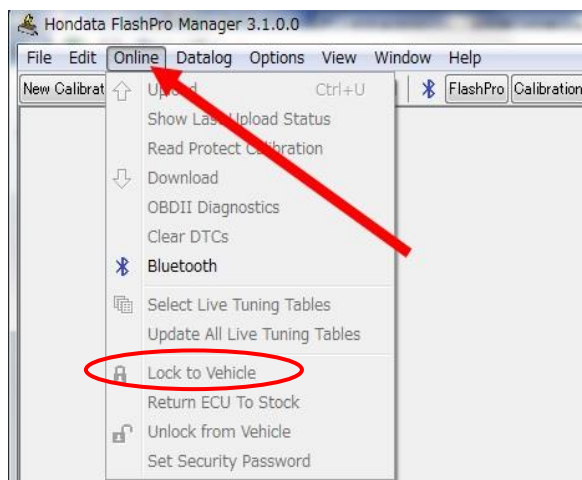 Hondata FlashPro Manager 3.1.0.0
File Edit Online Datalog Options View Window Help
New Calibrat FlashPro Calibration
Upload Ctrl+U
Show Last Upload Status
Read Protect Calibration
Download
OBDII Diagnostics
Clear DTCs
Bluetooth
Select Live Tuning Tables
Update All Live Tuning Tables
Lock to Vehicle
Return ECU To Stock
Unlock from Vehicle
Set Security Password